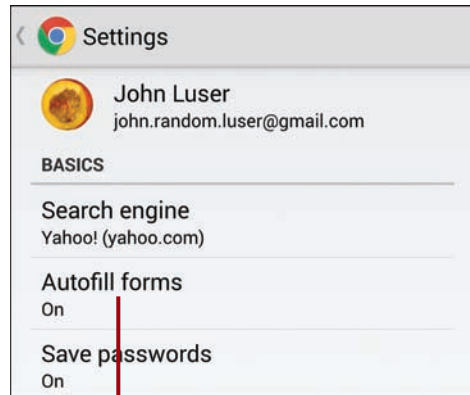 Settings
John Luser
john.random.luser@gmail.com
BASICS
Search engine
Yahoo! (yahoo.com)
Autofill forms
On
Save passwords
On